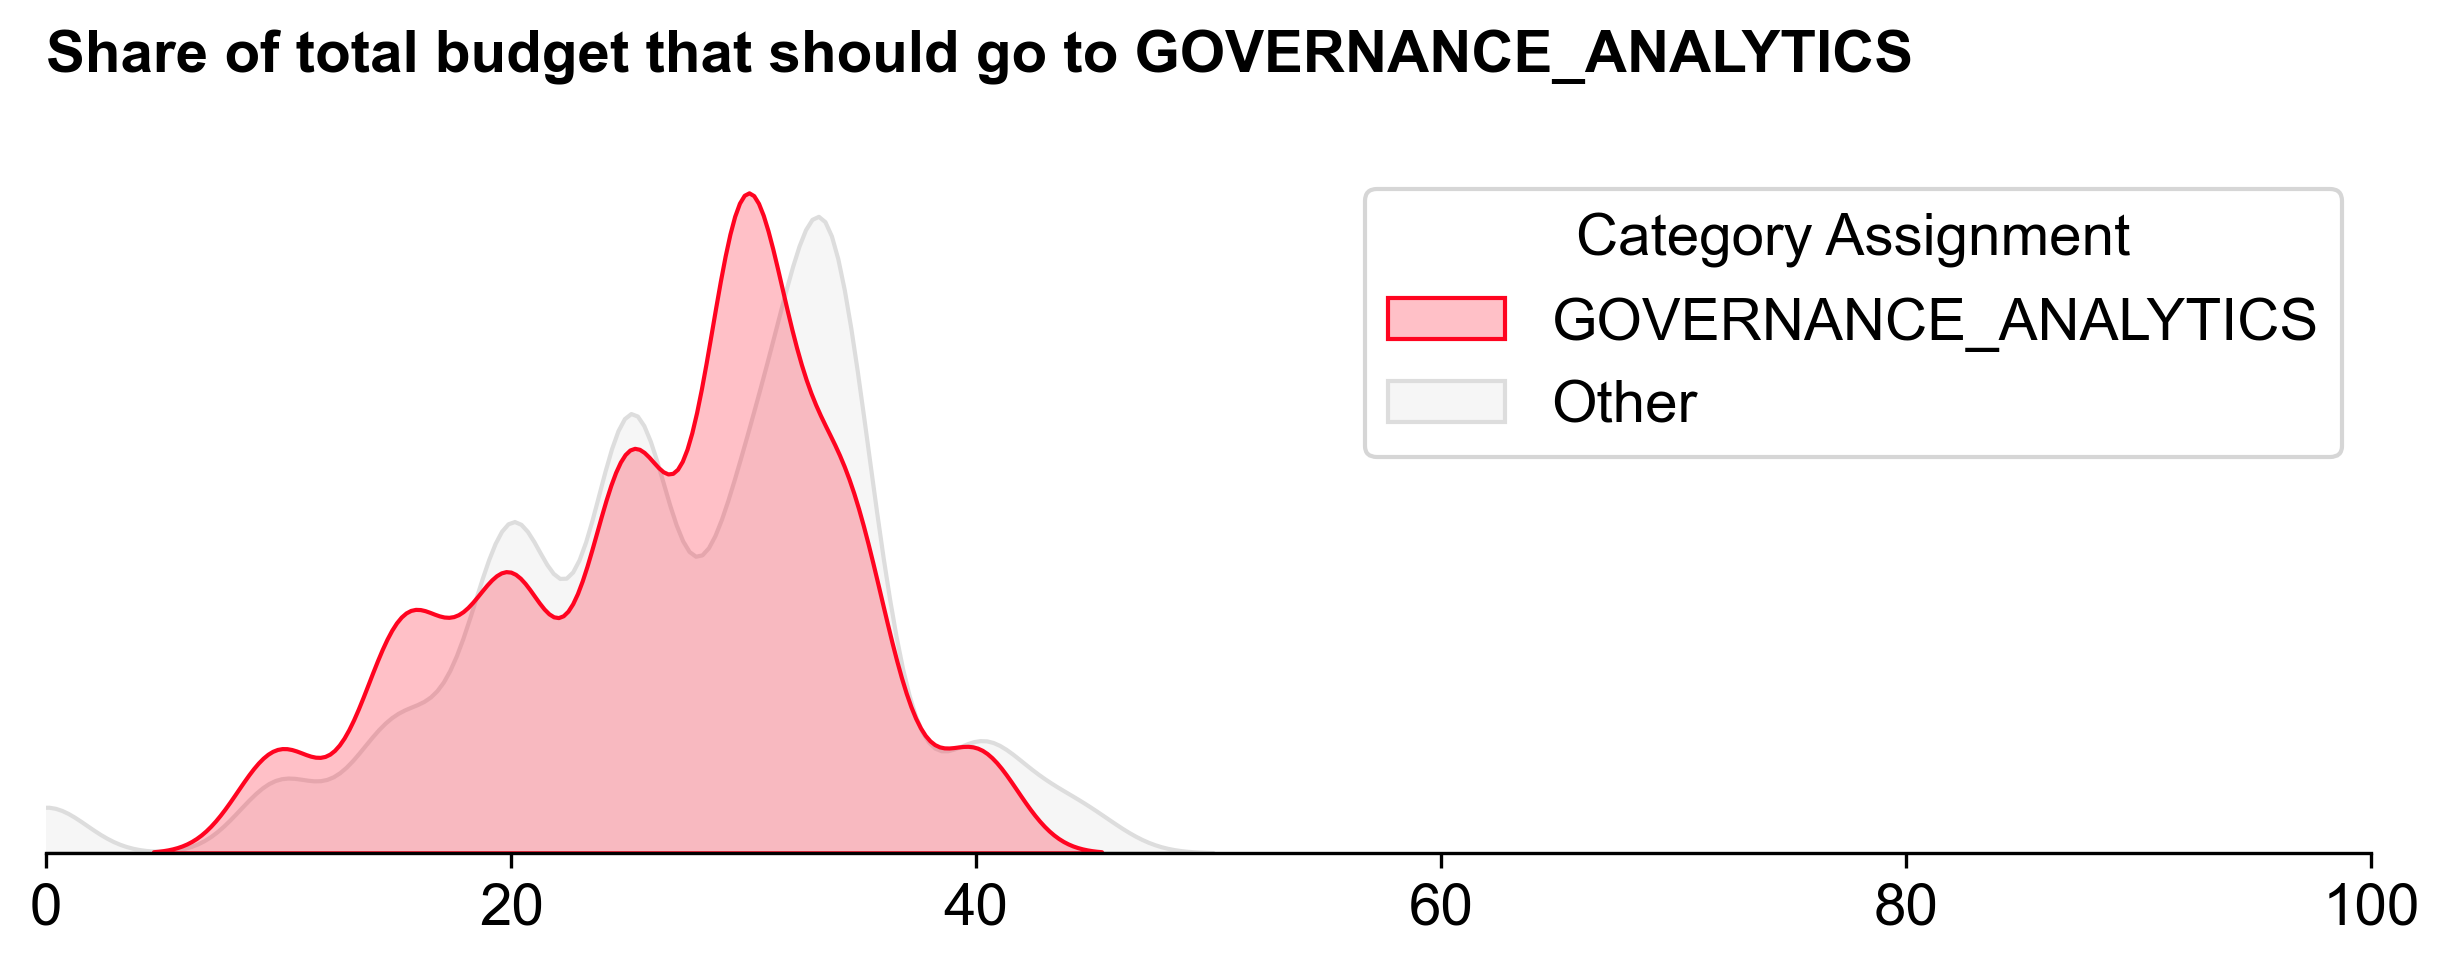 Share of total budget that should go to GOVERNANCE_ANALYTICS
Category Assignment
GOVERNANCE_ANALYTICS
Other
0 20 40 60 80 100